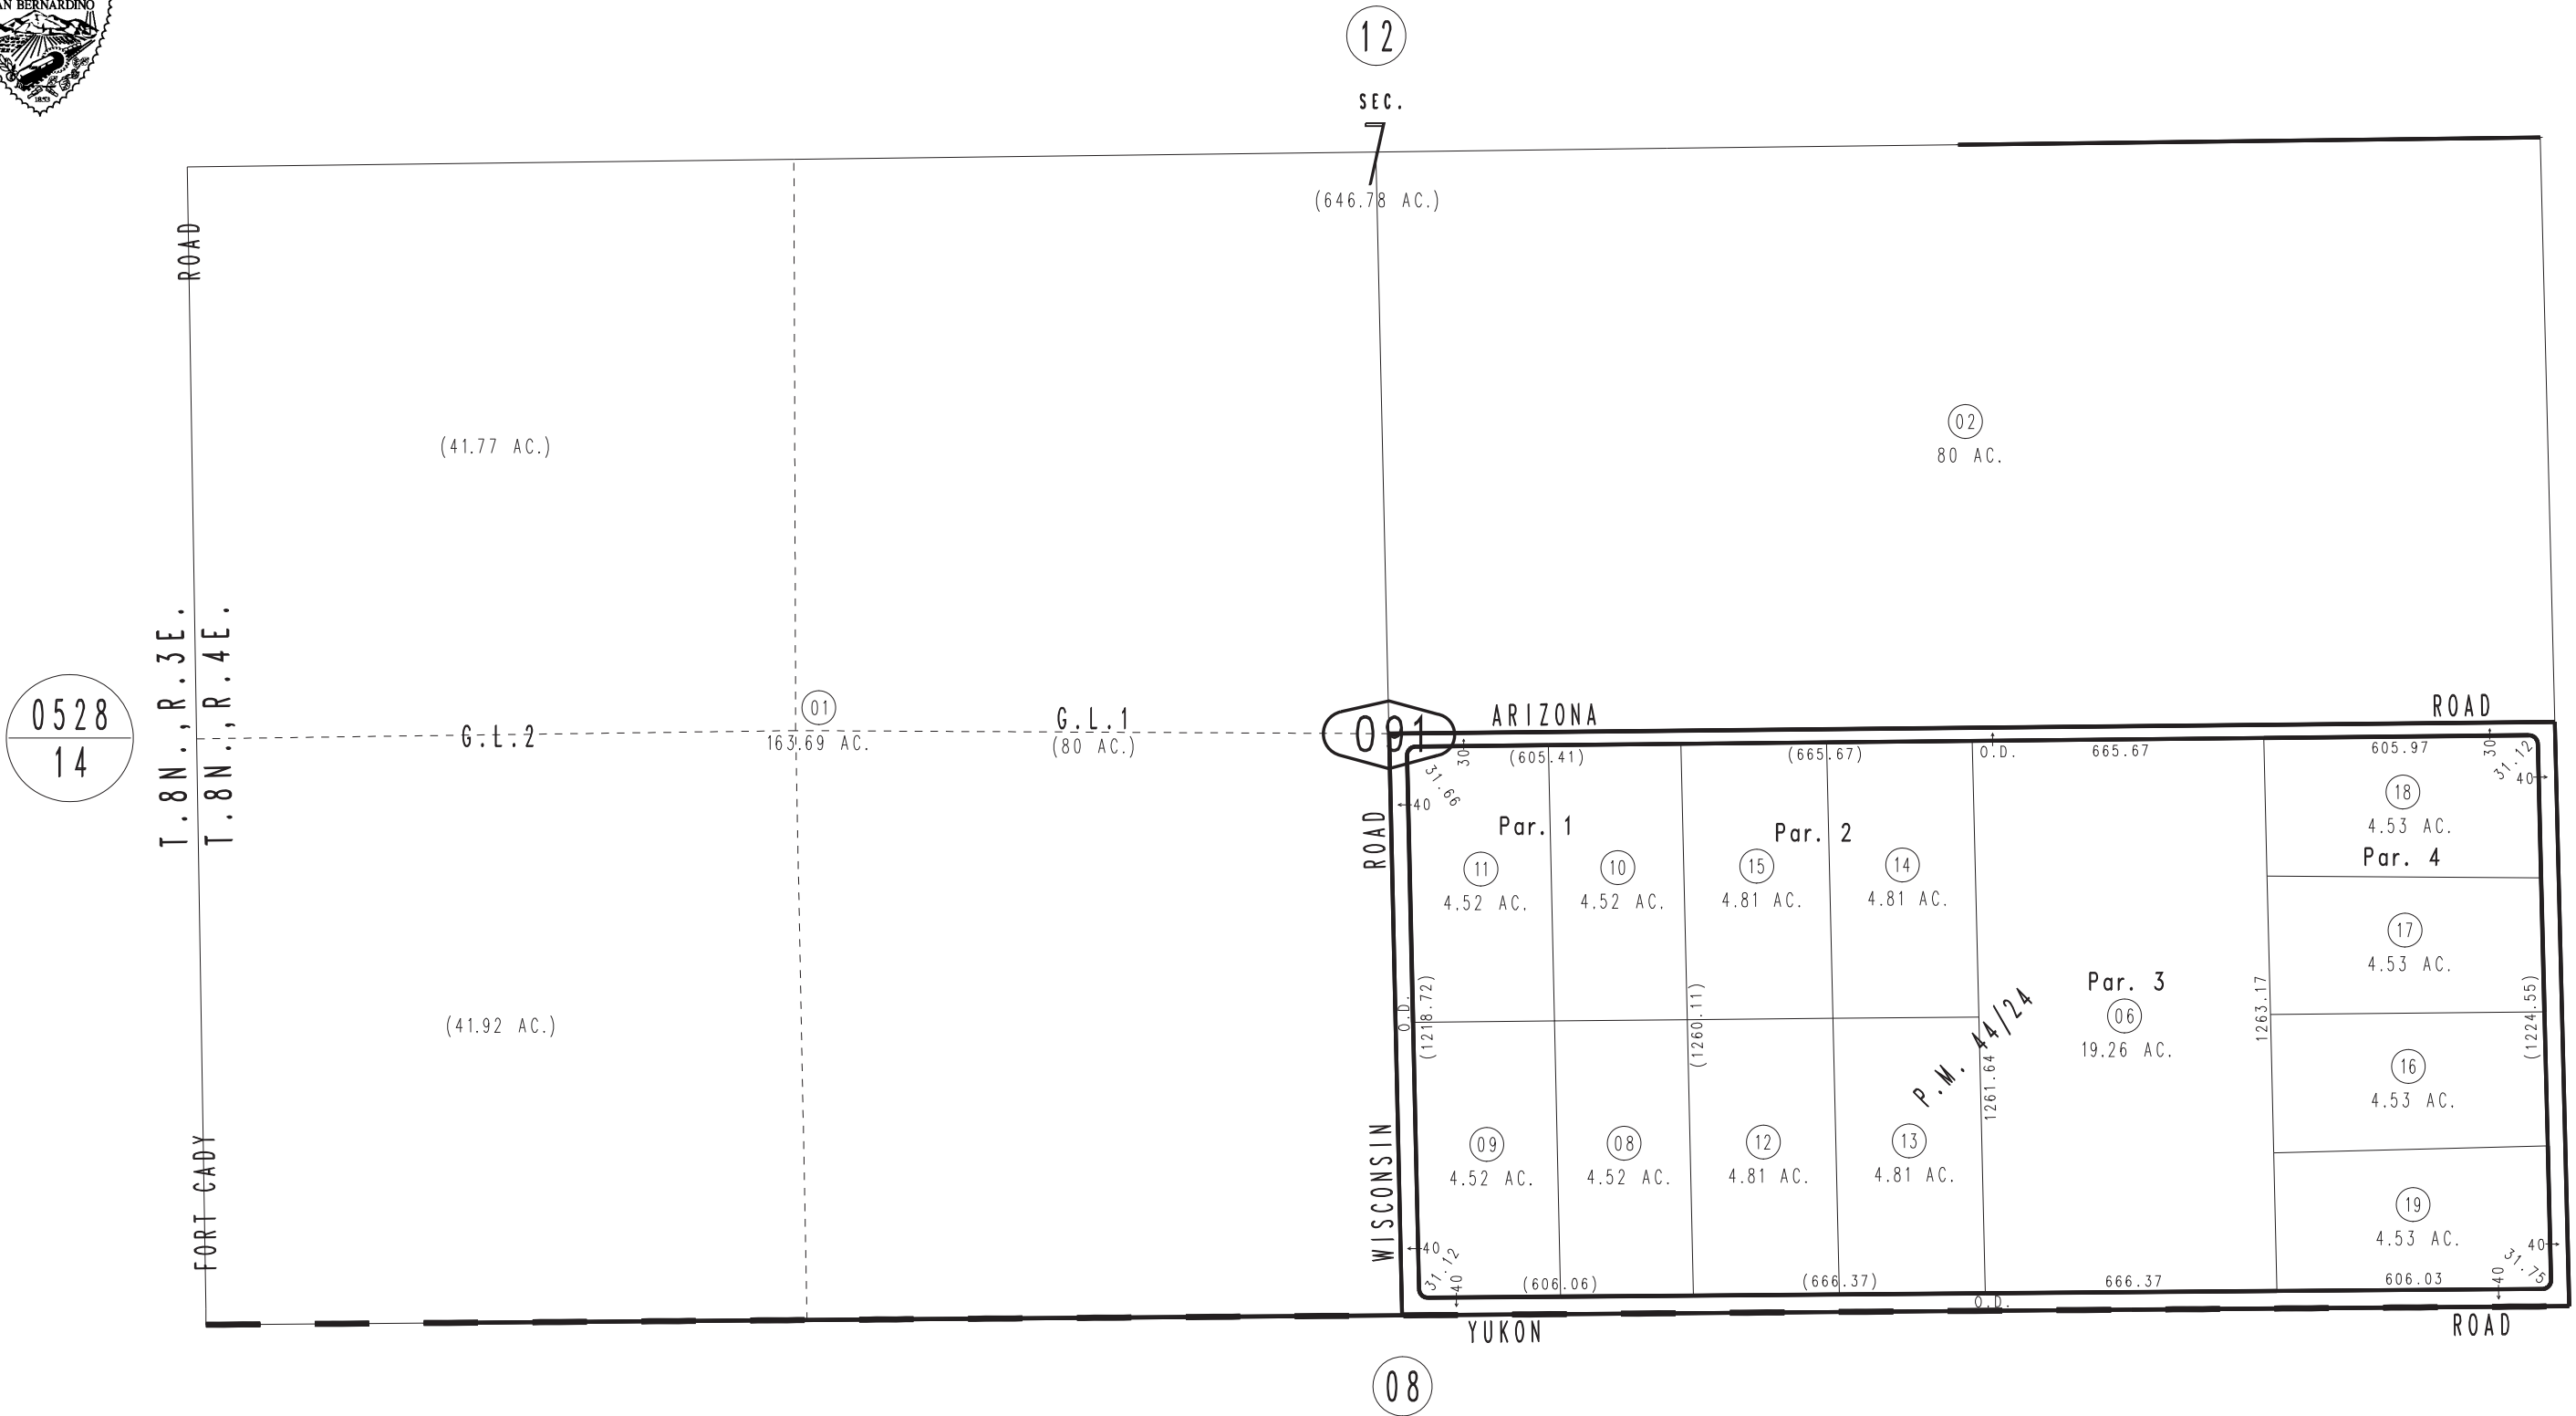 SAN BERNARDINO
1853
12
SEC.
7
(646.78 AC.)
ROAD
(41.77 AC.)
02
80 AC.
T.8N.,R.3E.
T.8N.,R.4E.
0528
14
G.L.2
01
163.69 AC.
G.L.1
(80 AC.)
091
ARIZONA
ROAD
30
(605.41)
(665.67)
O.D.
665.67
605.97
30
31.12
40
31.66
40
ROAD
Par. 1
Par. 2
18
4.53 AC.
Par. 4
11
4.52 AC.
10
4.52 AC.
15
4.81 AC.
14
4.81 AC.
17
4.53 AC.
Par. 3
06
19.26 AC.
P.M. 44/24
O.D.
(1218.72)
(1260.11)
1261.64
1263.17
(1224.55)
(41.92 AC.)
16
4.53 AC.
FORT CADY
WISCONSIN
09
4.52 AC.
08
4.52 AC.
12
4.81 AC.
13
4.81 AC.
19
4.53 AC.
40
31.12
40
(606.06)
(666.37)
666.37
606.03
40
31.75
40
O.D.
YUKON
ROAD
08